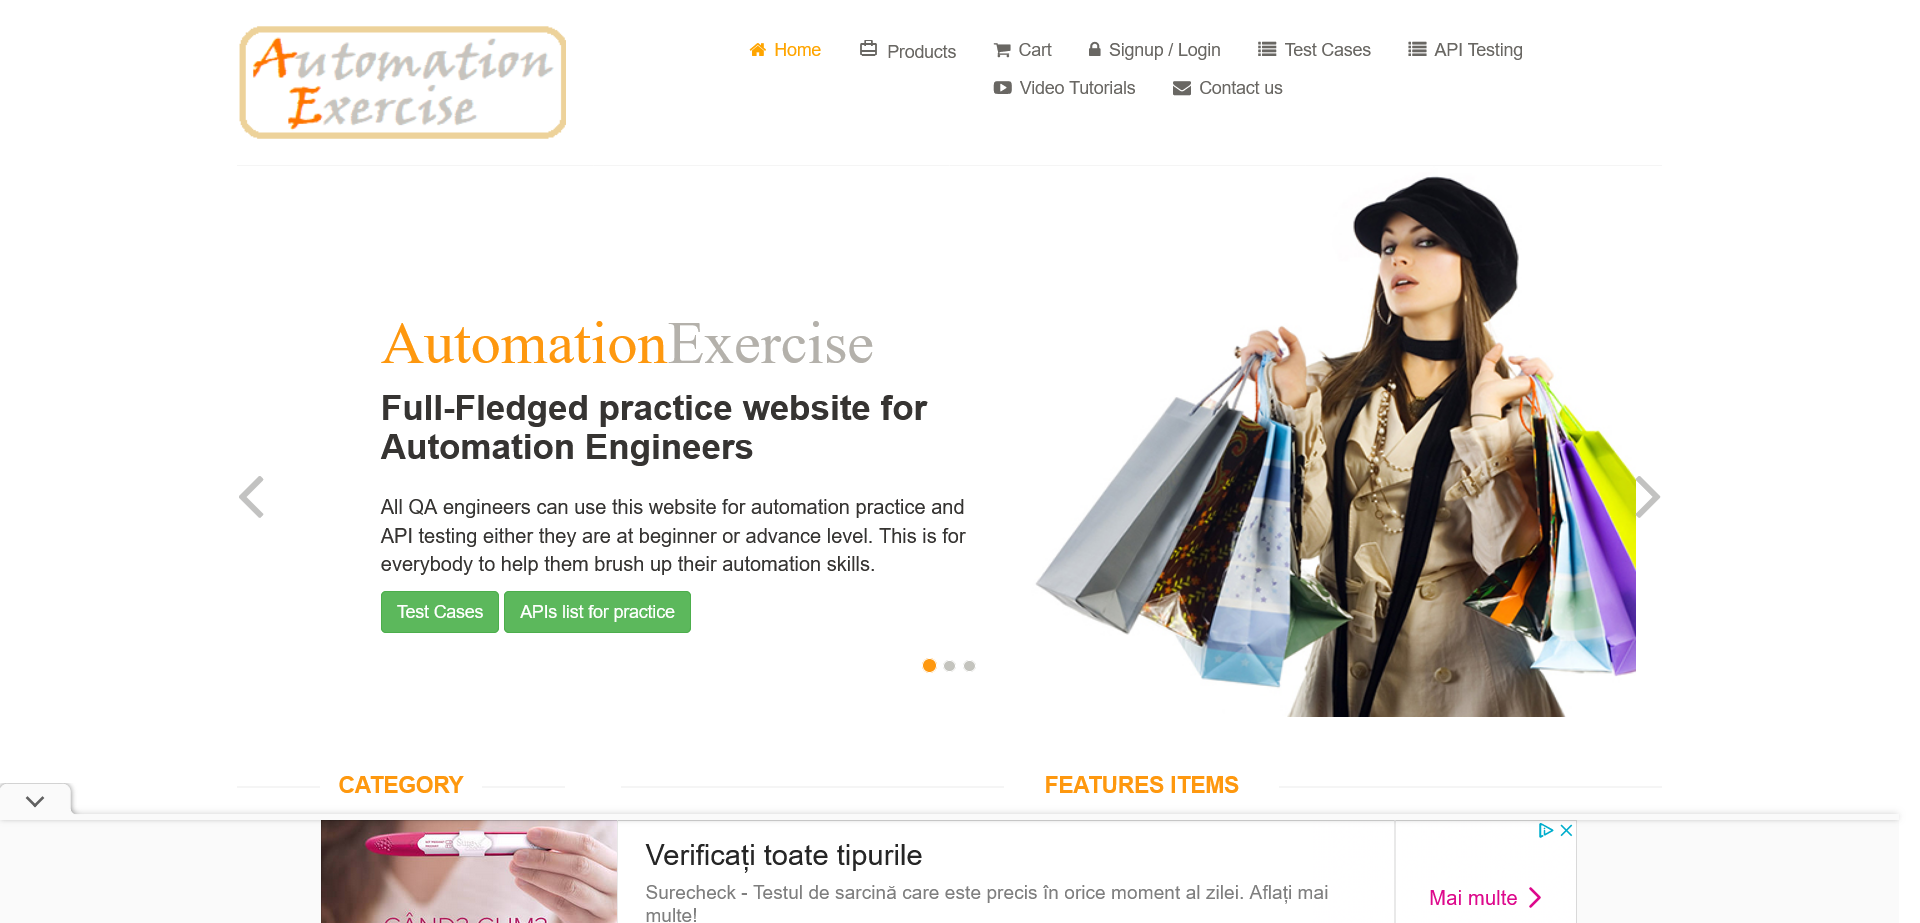 Automation
Exercise
Home
Products
Cart
Signup / Login
Test Cases
API Testing
Video Tutorials
Contact us
AutomationExercise
Full-Fledged practice website for
Automation Engineers
All QA engineers can use this website for automation practice and
API testing either they are at beginner or advance level. This is for
everybody to help them brush up their automation skills.
Test Cases
APIs list for practice
CATEGORY
FEATURES ITEMS
Verificați toate tipurile
Surecheck - Testul de sarcină care este precis în orice moment al zilei. Aflați mai
multe!
Mai multe